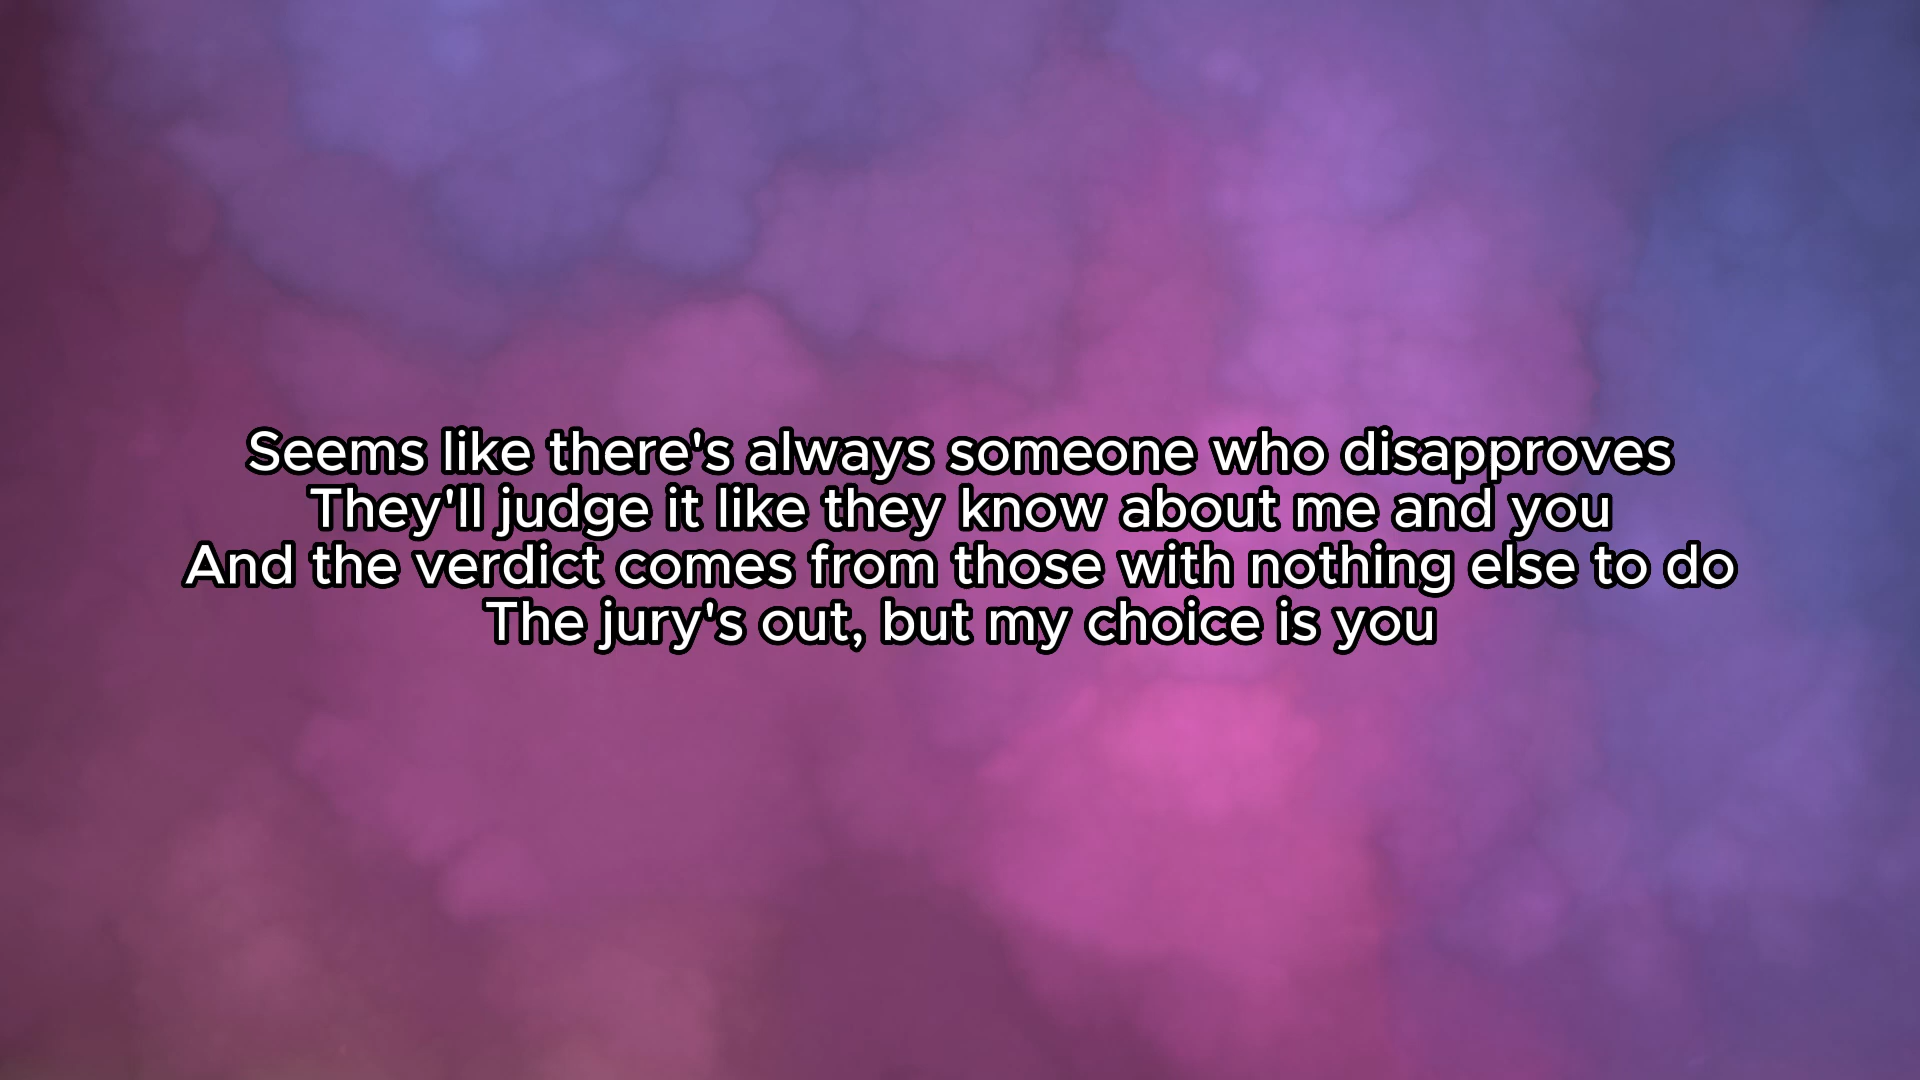 Seems like there's always someone who disapproves
They'll judge it like they know about me and you
And the verdict comes from those with nothing else to do
The jury's out, but my choice is you